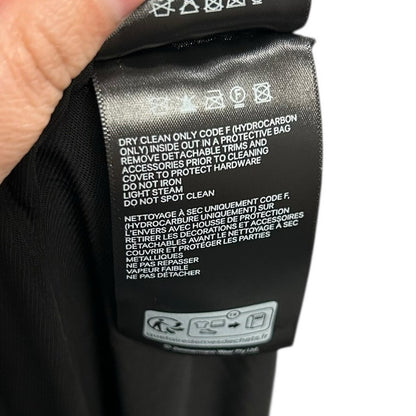 DRY CLEAN ONLY CODE F (HYDROCARBON
ONLY) INSIDE OUT IN A PROTECTIVE BAG
REMOVE DETACHABLE TRIMS AND
ACCESSORIES PRIOR TO CLEANING
COVER TO PROTECT HARDWARE
DO NOT IRON
LIGHT STEAM
DO NOT SPOT CLEAN
NETTOYAGE À SEC UNIQUEMENT CODE F,
(HYDROCARBURE UNIQUEMENT) SUR
L'ENVERS AVEC HOUSSE DE PROTECTION
RETIRER LES DECORATIONS ET ACCESSOIRES
DÉTACHABLES AVANT LE NETTOYAGE À SEC
COUVRIR ET PROTÉGER LES PARTIES
METALLIQUES
NE PAS REPASSER
VAPEUR FAIBLE
NE PAS DÉTACHER